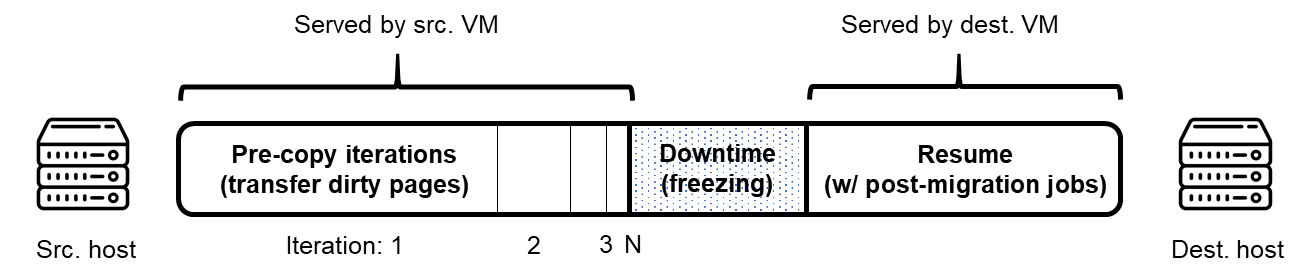 Served by src. VM
Served by dest. VM
Pre-copy iterations
(transfer dirty pages)
Downtime
(freezing)
Resume
(w/ post-migration jobs)
Src. host
Iteration: 1
2
3
N
Dest. host